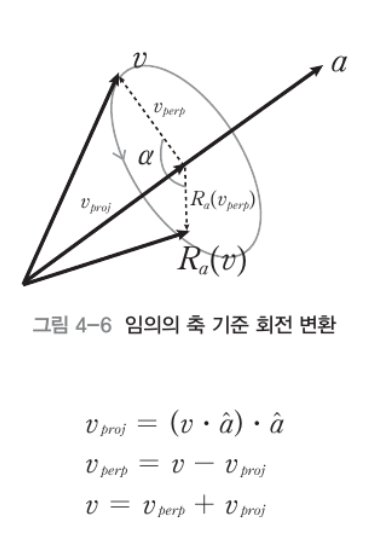 v
a
v_perp
α
v_proj
R_a(v_perp)
R_a(v)
그림 4-6 임의의 축 기준 회전 변환
v_proj = (v · â) · â
v_perp = v − v_proj
v = v_perp + v_proj